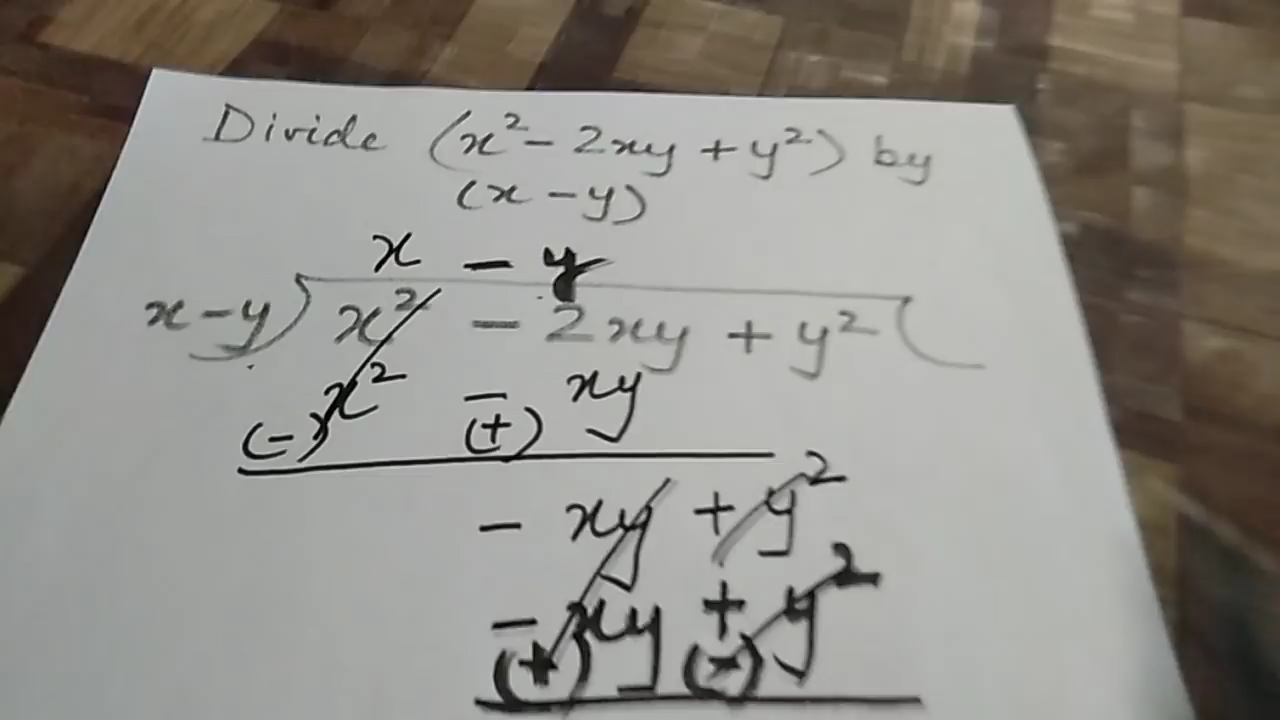 Divide (x² - 2xy + y²) by
(x - y)
x - y
x - y) x² - 2xy + y² (
x² - xy
(-) (+)
- xy + y²
- xy + y²
(+) (-)